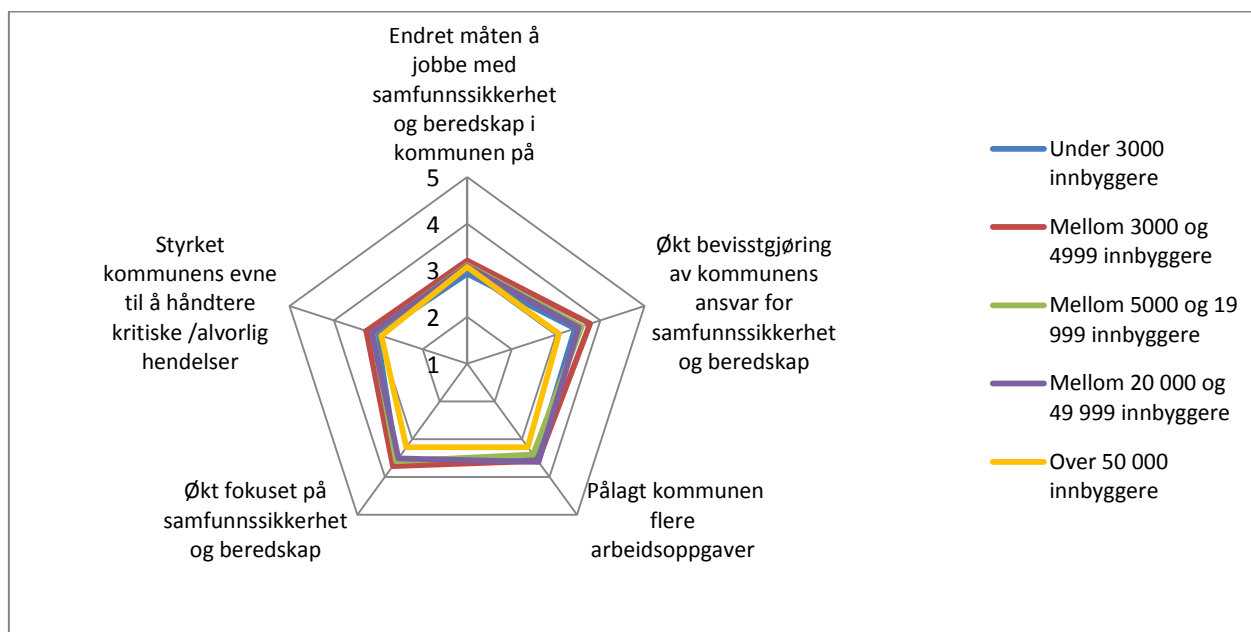 Endret måten å
jobbe med
samfunnssikkerhet
og beredskap i
kommunen på
5
4
3
2
1
Økt bevisstgjøring
av kommunens
ansvar for
samfunnssikkerhet
og beredskap
Pålagt kommunen
flere
arbeidsoppgaver
Økt fokuset på
samfunnssikkerhet
og beredskap
Styrket
kommunens evne
til å håndtere
kritiske /alvorlig
hendelser
Under 3000
innbyggere
Mellom 3000 og
4999 innbyggere
Mellom 5000 og 19
999 innbyggere
Mellom 20 000 og
49 999 innbyggere
Over 50 000
innbyggere